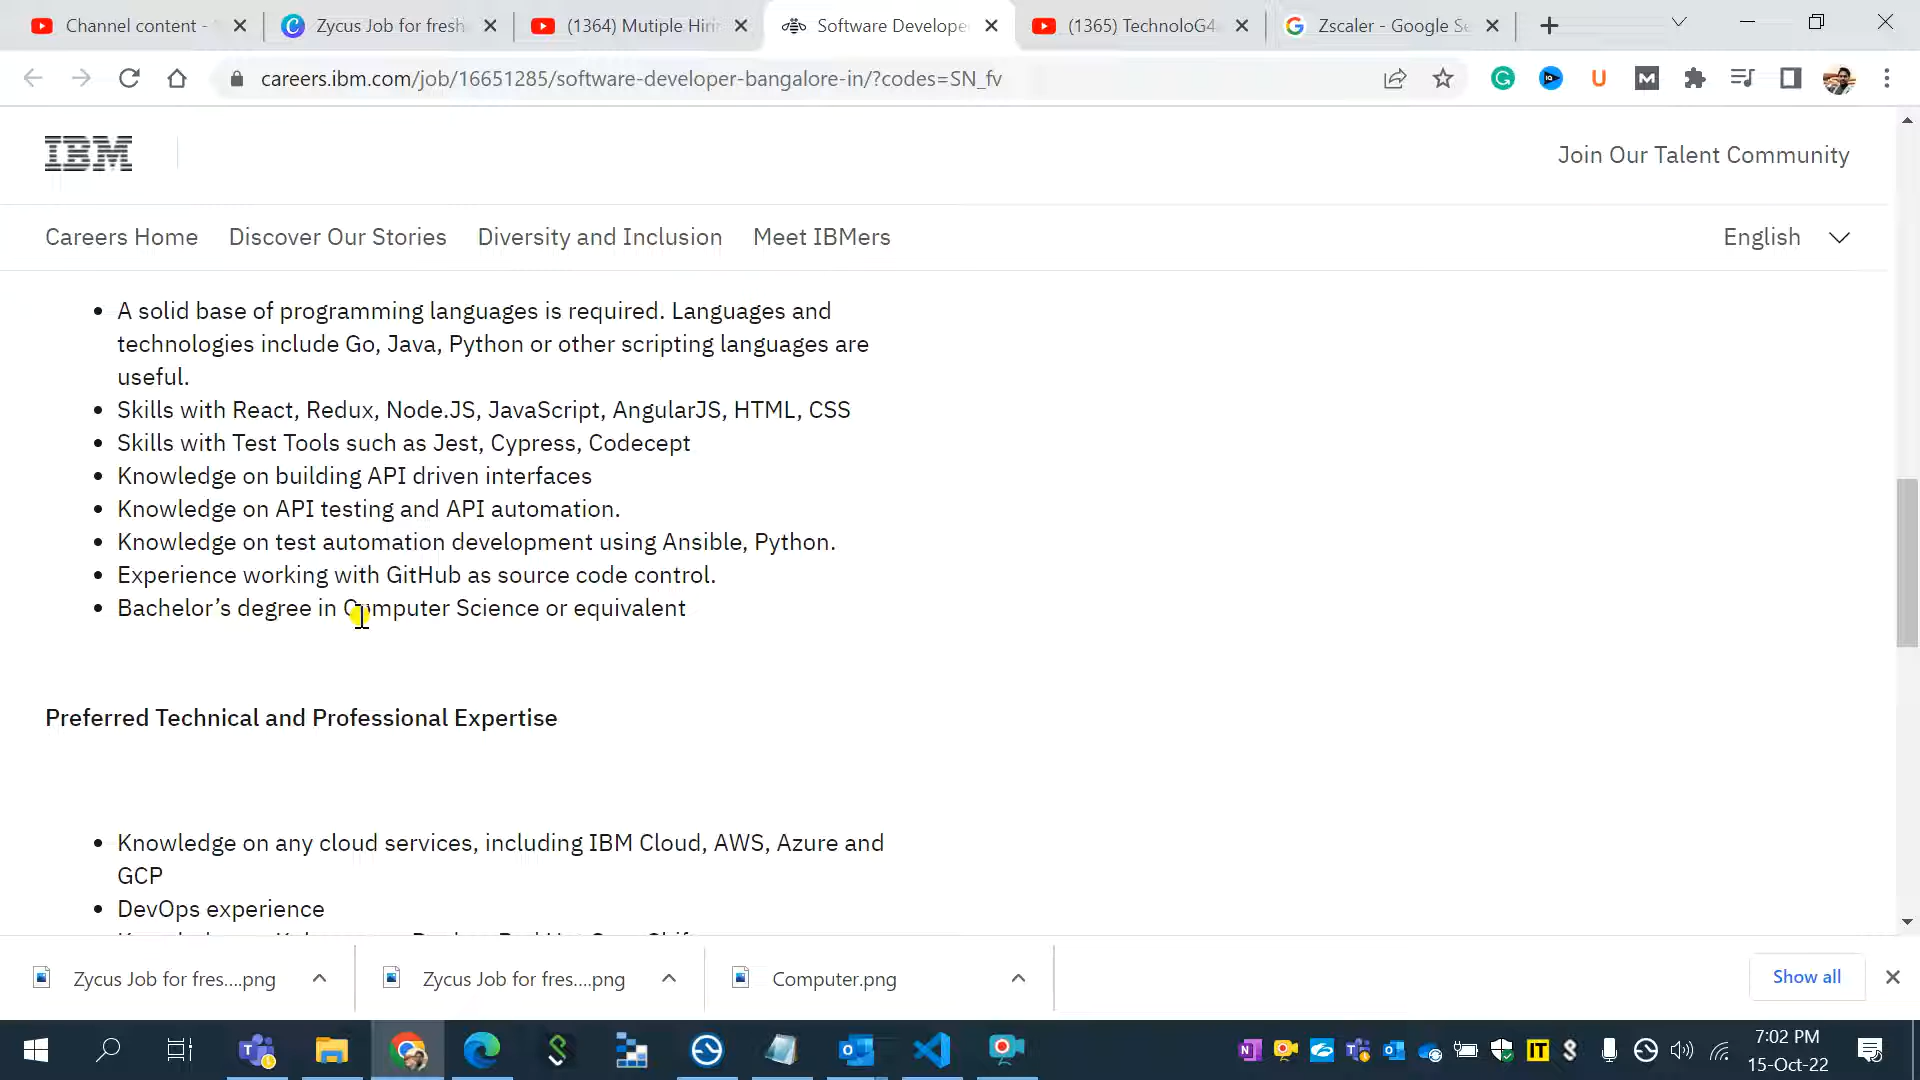 Channel content -
Zycus Job for fresh
(1364) Mutiple Hirin
Software Develope
(1365) TechnoloG4
Zscaler - Google Se
careers.ibm.com/job/16651285/software-developer-bangalore-in/?codes=SN_fv
IBM
Join Our Talent Community
Careers Home
Discover Our Stories
Diversity and Inclusion
Meet IBMers
English
• A solid base of programming languages is required. Languages and
technologies include Go, Java, Python or other scripting languages are
useful.
• Skills with React, Redux, Node.JS, JavaScript, AngularJS, HTML, CSS
• Skills with Test Tools such as Jest, Cypress, Codecept
• Knowledge on building API driven interfaces
• Knowledge on API testing and API automation.
• Knowledge on test automation development using Ansible, Python.
• Experience working with GitHub as source code control.
• Bachelor’s degree in Computer Science or equivalent
Preferred Technical and Professional Expertise
• Knowledge on any cloud services, including IBM Cloud, AWS, Azure and
GCP
• DevOps experience
Zycus Job for fres....png
Zycus Job for fres....png
Computer.png
Show all
7:02 PM
15-Oct-22